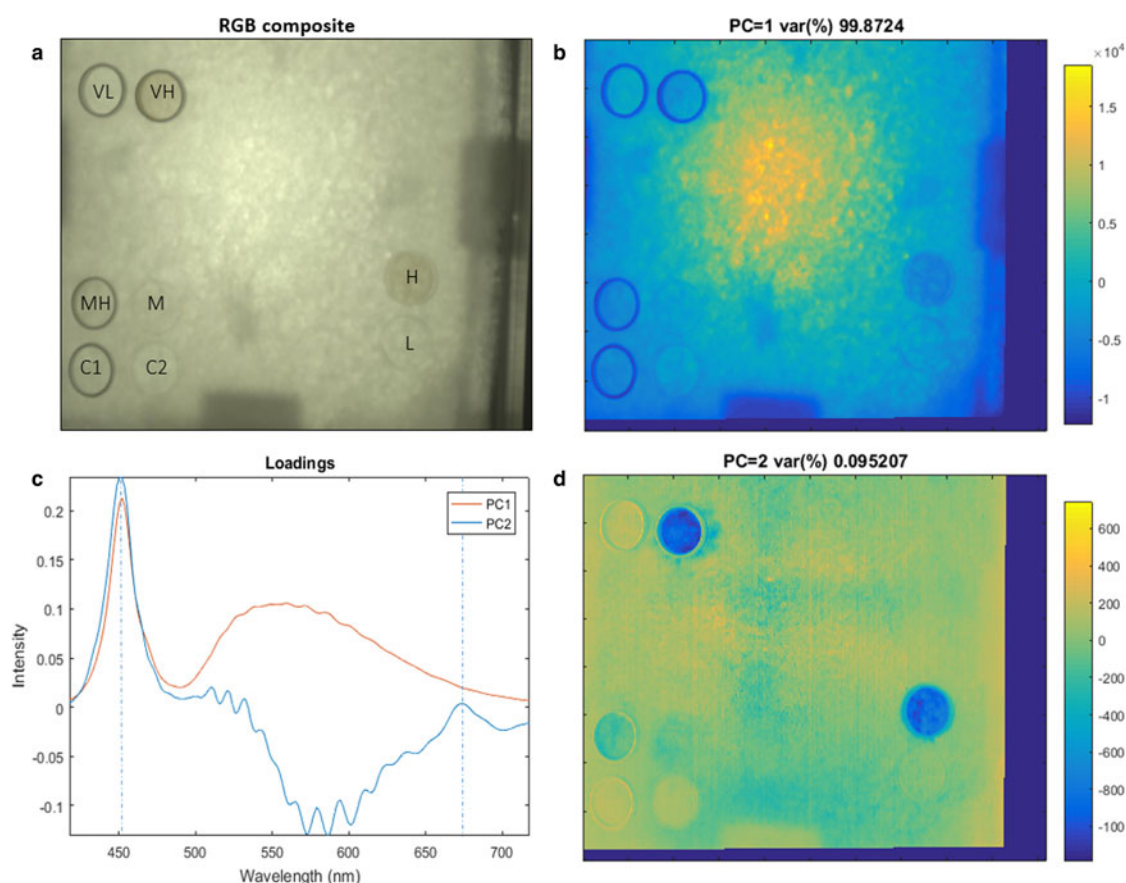 RGB composite
a
VL
VH
MH
M
H
L
C1
C2
PC=1 var(%) 99.8724
b
×10⁴
1.5
1
0.5
0
-0.5
-1
Loadings
c
PC1
PC2
Intensity
0.2
0.15
0.1
0.05
0
-0.05
-0.1
450
500
550
600
650
700
Wavelength (nm)
PC=2 var(%) 0.095207
d
600
400
200
0
-200
-400
-600
-800
-100